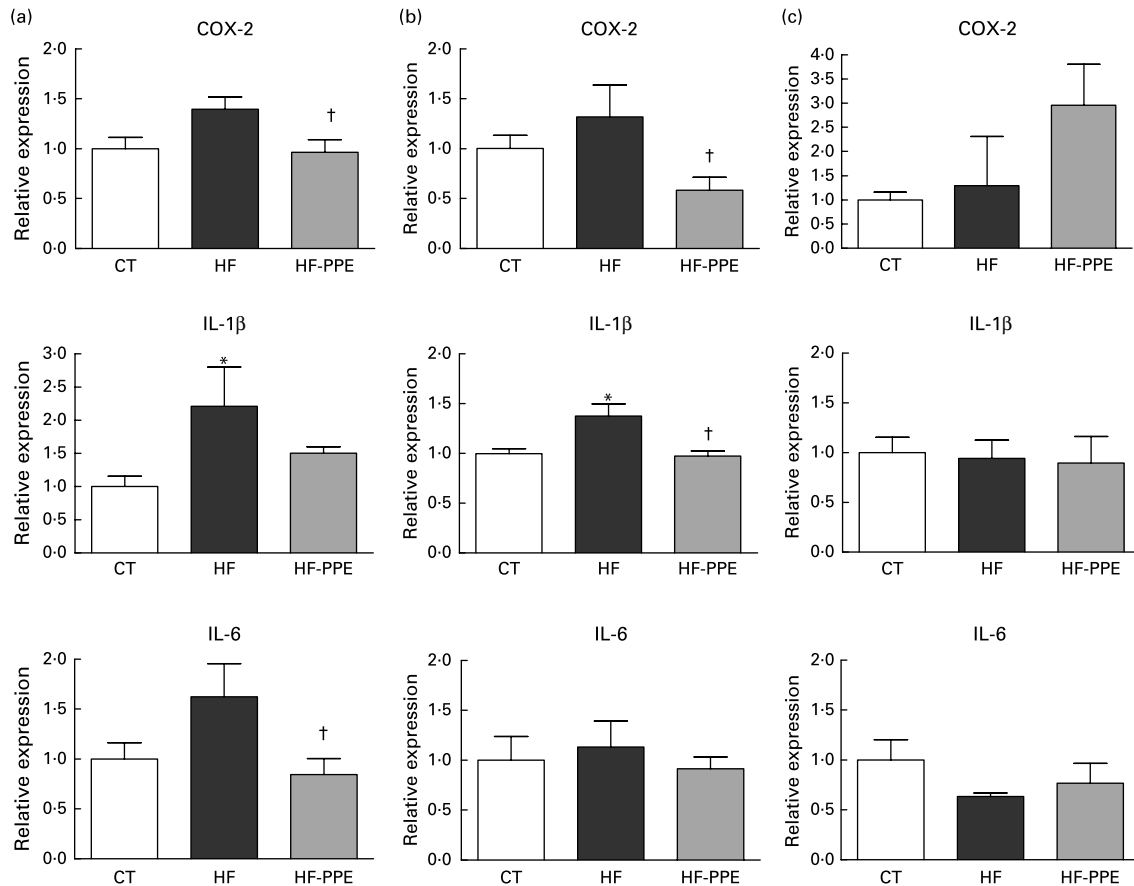 (a)
COX-2
Relative expression
2·0
1·5
1·0
0·5
0·0
†
CT HF HF-PPE
(b)
COX-2
Relative expression
2·0
1·5
1·0
0·5
0·0
†
CT HF HF-PPE
(c)
COX-2
Relative expression
4·0
3·5
3·0
2·5
2·0
1·5
1·0
0·5
0·0
CT HF HF-PPE
IL-1β
Relative expression
3·0
2·5
2·0
1·5
1·0
0·5
0·0
*
CT HF HF-PPE
IL-1β
Relative expression
2·0
1·5
1·0
0·5
0·0
*
†
CT HF HF-PPE
IL-1β
Relative expression
2·0
1·5
1·0
0·5
0·0
CT HF HF-PPE
IL-6
Relative expression
2·0
1·5
1·0
0·5
0·0
†
CT HF HF-PPE
IL-6
Relative expression
2·0
1·5
1·0
0·5
0·0
CT HF HF-PPE
IL-6
Relative expression
2·0
1·5
1·0
0·5
0·0
CT HF HF-PPE